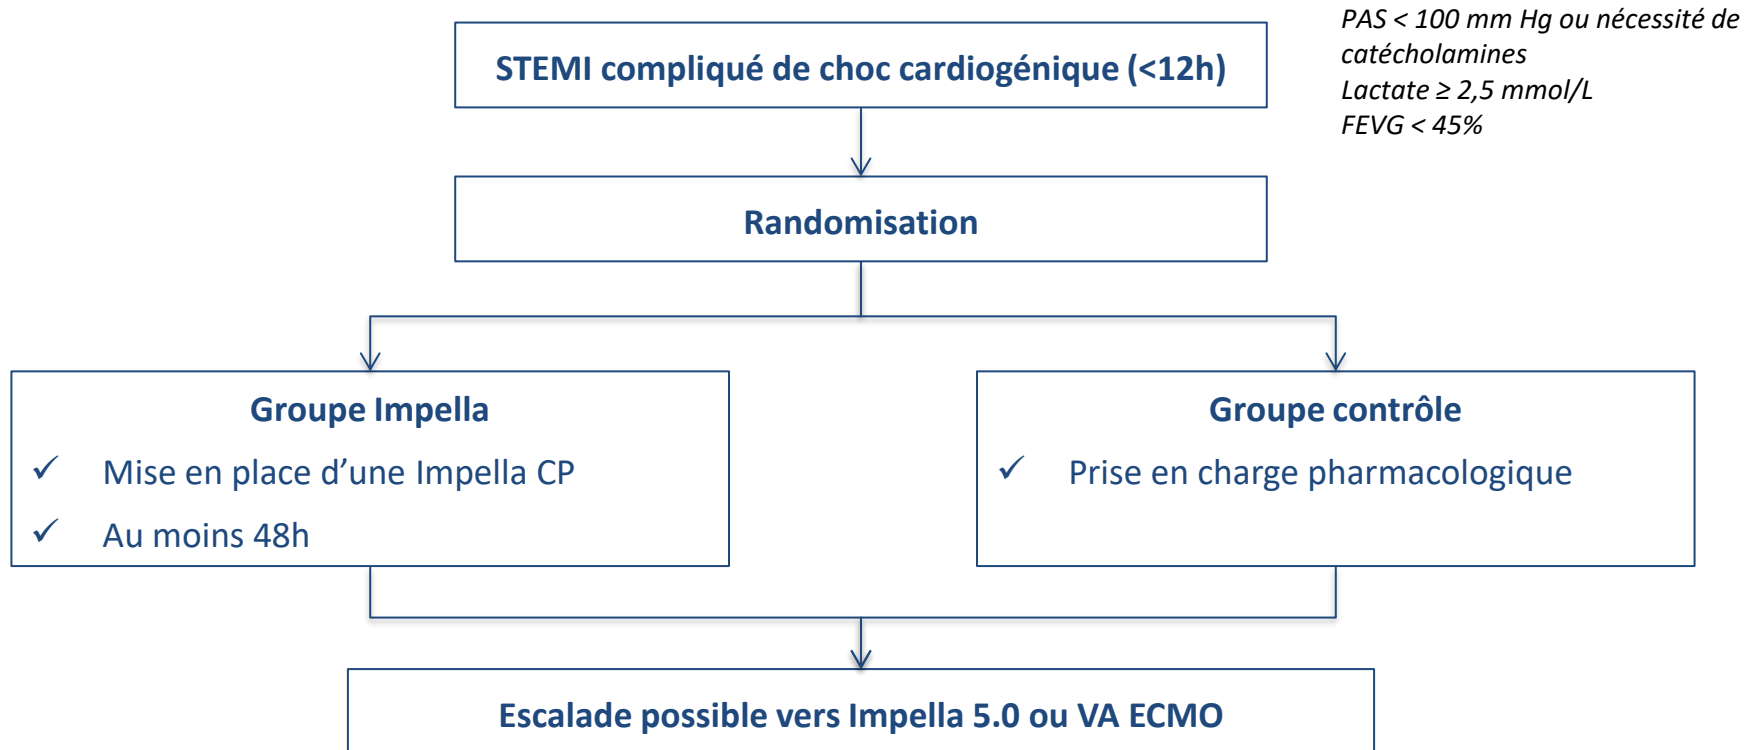 PAS < 100 mm Hg ou nécessité de
catécholamines
Lactate ≥ 2,5 mmol/L
FEVG < 45%
STEMI compliqué de choc cardiogénique (<12h)
Randomisation
Groupe Impella
✓ Mise en place d’une Impella CP
✓ Au moins 48h
Groupe contrôle
✓ Prise en charge pharmacologique
Escalade possible vers Impella 5.0 ou VA ECMO